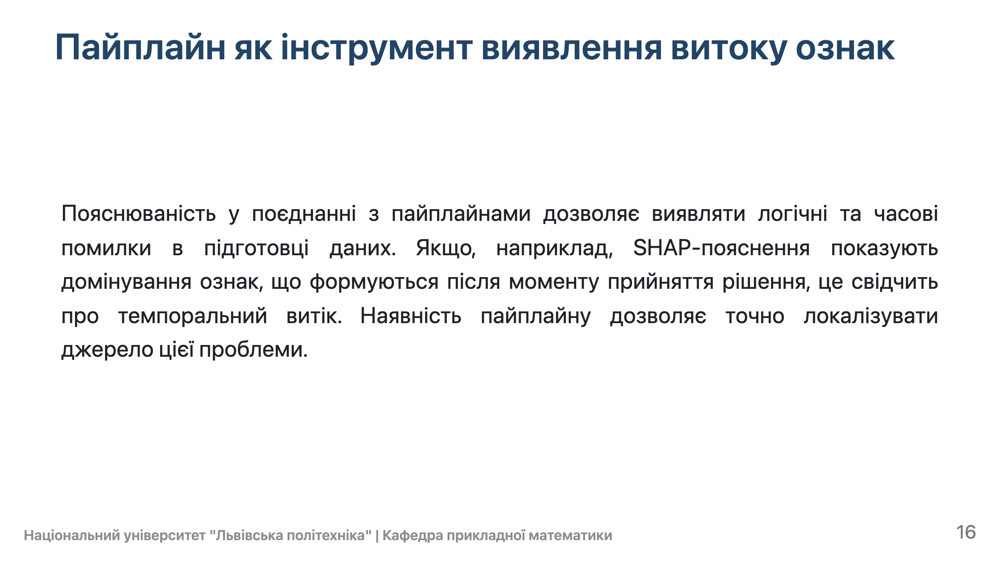 Пайплайн як інструмент виявлення витоку ознак
Пояснюваність у поєднанні з пайплайнами дозволяє виявляти логічні та часові
помилки в підготовці даних. Якщо, наприклад, SHAP-пояснення показують
домінування ознак, що формуються після моменту прийняття рішення, це свідчить
про темпоральний витік. Наявність пайплайну дозволяє точно локалізувати
джерело цієї проблеми.
Національний університет "Львівська політехніка" | Кафедра прикладної математики
16